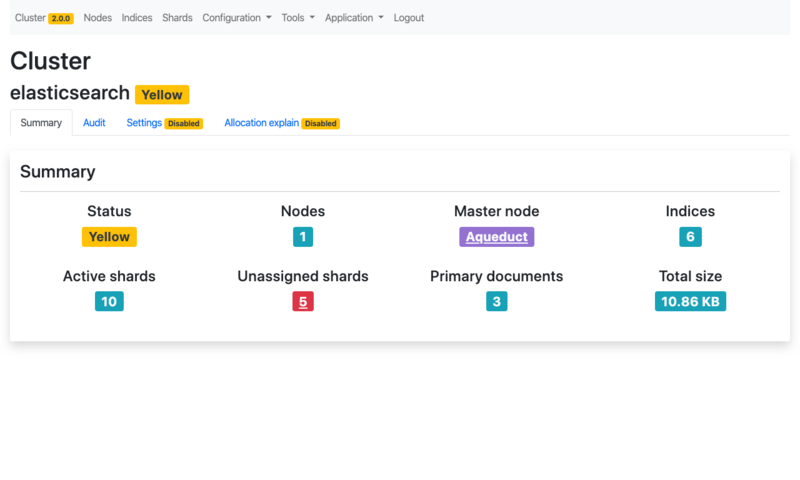 Cluster 2.0.0 Nodes Indices Shards Configuration Tools Application Logout
Cluster
elasticsearch Yellow
Summary Audit Settings Disabled Allocation explain Disabled
Summary
Status Nodes Master node Indices
Yellow 1 Aqueduct 6
Active shards Unassigned shards Primary documents Total size
10 5 3 10.86 KB